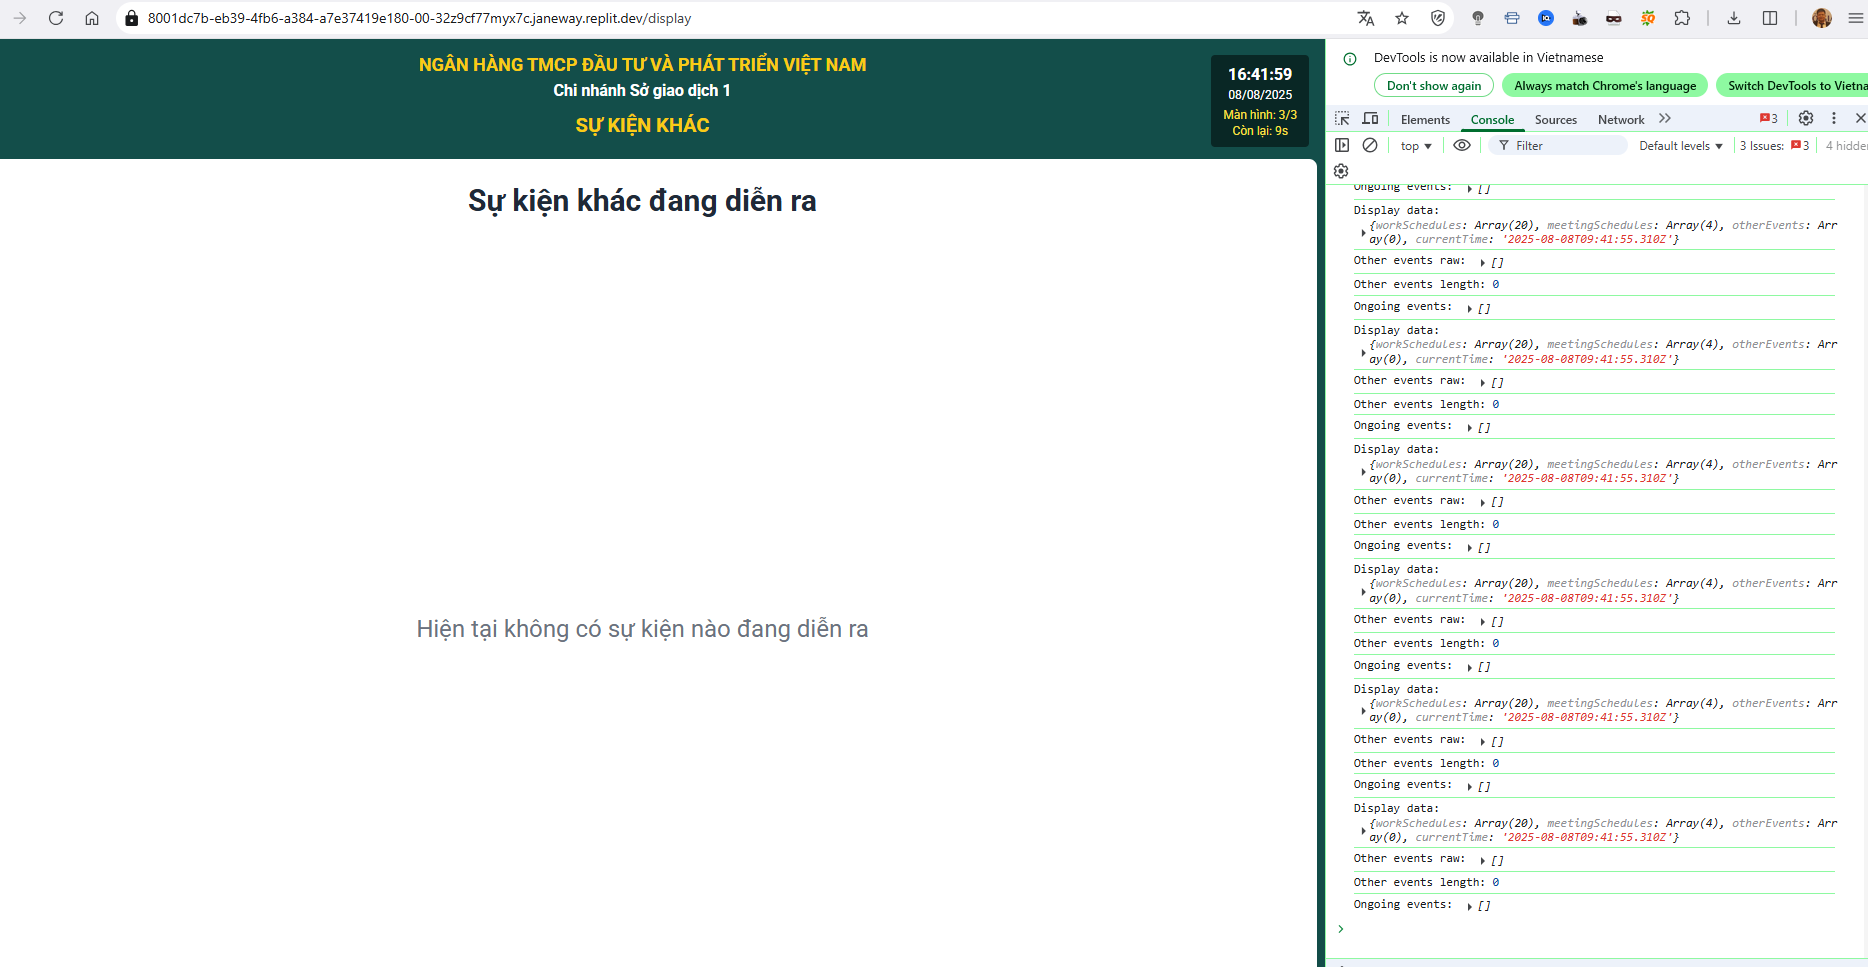 8001dc7b-eb39-4fb6-a384-a7e37419e180-00-32z9cf77myx7c.janeway.replit.dev/display
NGÂN HÀNG TMCP ĐẦU TƯ VÀ PHÁT TRIỂN VIỆT NAM
Chi nhánh Sở giao dịch 1
SỰ KIỆN KHÁC
16:41:59
08/08/2025
Màn hình: 3/3
Còn lại: 9s
Sự kiện khác đang diễn ra
Hiện tại không có sự kiện nào đang diễn ra
DevTools is now available in Vietnamese
Don't show again
Always match Chrome's language
Switch DevTools to Vietna
Elements Console Sources Network 3
top Filter Default levels 3 Issues: 3 4 hidde
Ongoing events: []
Display data:
{workSchedules: Array(20), meetingSchedules: Array(4), otherEvents: Arr
ay(0), currentTime: '2025-08-08T09:41:55.310Z'}
Other events raw: []
Other events length: 0
Ongoing events: []
Display data:
{workSchedules: Array(20), meetingSchedules: Array(4), otherEvents: Arr
ay(0), currentTime: '2025-08-08T09:41:55.310Z'}
Other events raw: []
Other events length: 0
Ongoing events: []
Display data:
{workSchedules: Array(20), meetingSchedules: Array(4), otherEvents: Arr
ay(0), currentTime: '2025-08-08T09:41:55.310Z'}
Other events raw: []
Other events length: 0
Ongoing events: []
Display data:
{workSchedules: Array(20), meetingSchedules: Array(4), otherEvents: Arr
ay(0), currentTime: '2025-08-08T09:41:55.310Z'}
Other events raw: []
Other events length: 0
Ongoing events: []
Display data:
{workSchedules: Array(20), meetingSchedules: Array(4), otherEvents: Arr
ay(0), currentTime: '2025-08-08T09:41:55.310Z'}
Other events raw: []
Other events length: 0
Ongoing events: []
Display data:
{workSchedules: Array(20), meetingSchedules: Array(4), otherEvents: Arr
ay(0), currentTime: '2025-08-08T09:41:55.310Z'}
Other events raw: []
Other events length: 0
Ongoing events: []